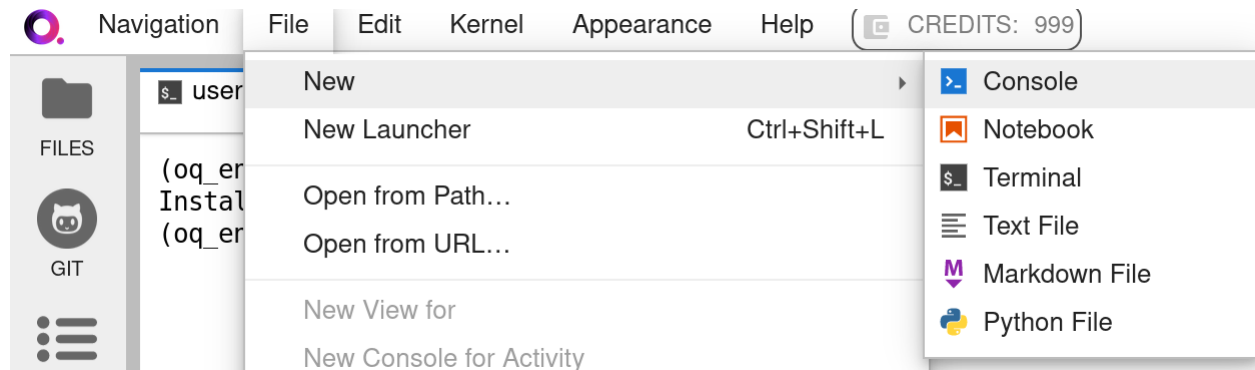 Navigation File Edit Kernel Appearance Help CREDITS: 999
FILES
GIT
$_ user
(oq_er
Instal
(oq_er
New
New Launcher Ctrl+Shift+L
Open from Path…
Open from URL…
New View for
New Console for Activity
Console
Notebook
$_ Terminal
Text File
M Markdown File
Python File